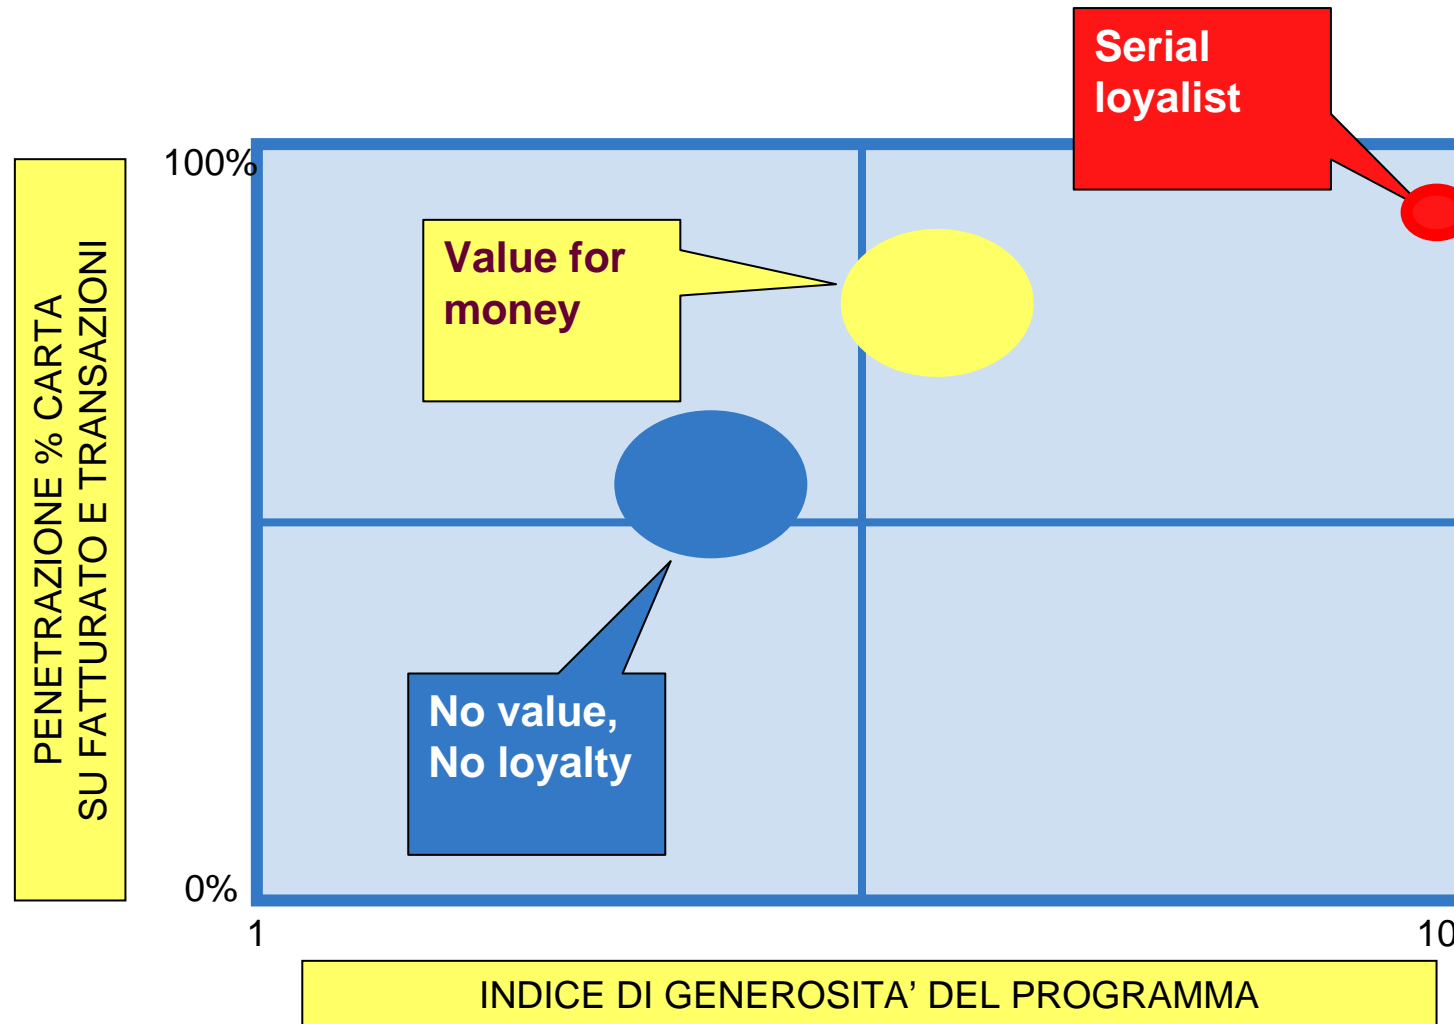 Serial
loyalist
100%
Value for
money
PENETRAZIONE % CARTA
SU FATTURATO E TRANSAZIONI
No value,
No loyalty
0%
1
10
INDICE DI GENEROSITA’ DEL PROGRAMMA